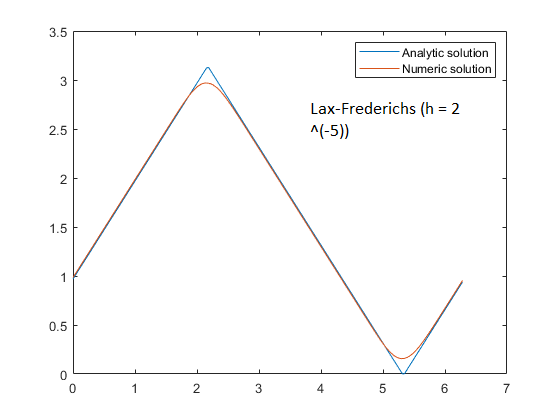 3.5
Analytic solution
Numeric solution
3
Lax-Frederichs (h = 2
^(-5))
2.5
2
1.5
1
0.5
0
0 1 2 3 4 5 6 7